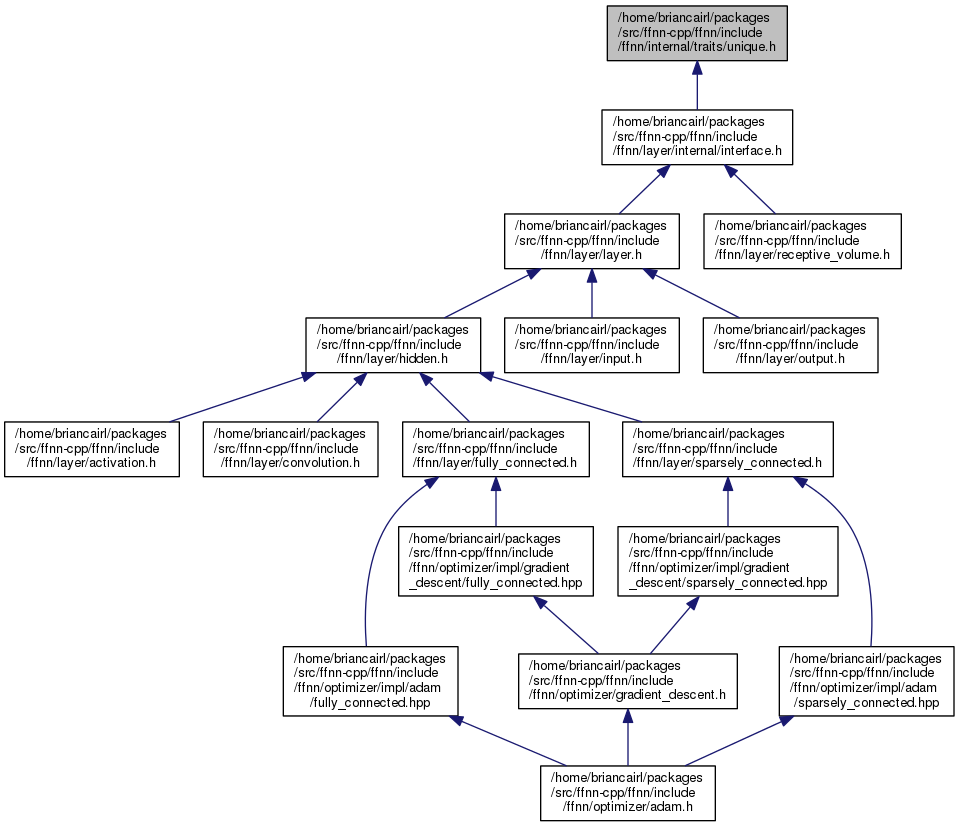 /home/briancairl/packages
/src/ffnn-cpp/ffnn/include
/ffnn/internal/traits/unique.h
/home/briancairl/packages
/src/ffnn-cpp/ffnn/include
/ffnn/layer/internal/interface.h
/home/briancairl/packages
/src/ffnn-cpp/ffnn/include
/ffnn/layer/layer.h
/home/briancairl/packages
/src/ffnn-cpp/ffnn/include
/ffnn/layer/receptive_volume.h
/home/briancairl/packages
/src/ffnn-cpp/ffnn/include
/ffnn/layer/hidden.h
/home/briancairl/packages
/src/ffnn-cpp/ffnn/include
/ffnn/layer/input.h
/home/briancairl/packages
/src/ffnn-cpp/ffnn/include
/ffnn/layer/output.h
/home/briancairl/packages
/src/ffnn-cpp/ffnn/include
/ffnn/layer/activation.h
/home/briancairl/packages
/src/ffnn-cpp/ffnn/include
/ffnn/layer/convolution.h
/home/briancairl/packages
/src/ffnn-cpp/ffnn/include
/ffnn/layer/fully_connected.h
/home/briancairl/packages
/src/ffnn-cpp/ffnn/include
/ffnn/layer/sparsely_connected.h
/home/briancairl/packages
/src/ffnn-cpp/ffnn/include
/ffnn/optimizer/impl/gradient
_descent/fully_connected.hpp
/home/briancairl/packages
/src/ffnn-cpp/ffnn/include
/ffnn/optimizer/impl/gradient
_descent/sparsely_connected.hpp
/home/briancairl/packages
/src/ffnn-cpp/ffnn/include
/ffnn/optimizer/impl/adam
/fully_connected.hpp
/home/briancairl/packages
/src/ffnn-cpp/ffnn/include
/ffnn/optimizer/gradient_descent.h
/home/briancairl/packages
/src/ffnn-cpp/ffnn/include
/ffnn/optimizer/impl/adam
/sparsely_connected.hpp
/home/briancairl/packages
/src/ffnn-cpp/ffnn/include
/ffnn/optimizer/adam.h